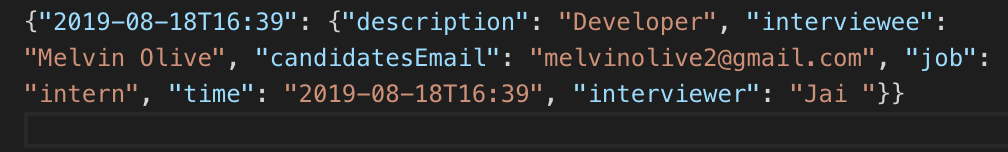 {"2019-08-18T16:39": {"description": "Developer", "interviewee":
"Melvin Olive", "candidatesEmail": "melvinolive2@gmail.com", "job":
"intern", "time": "2019-08-18T16:39", "interviewer": "Jai "}}